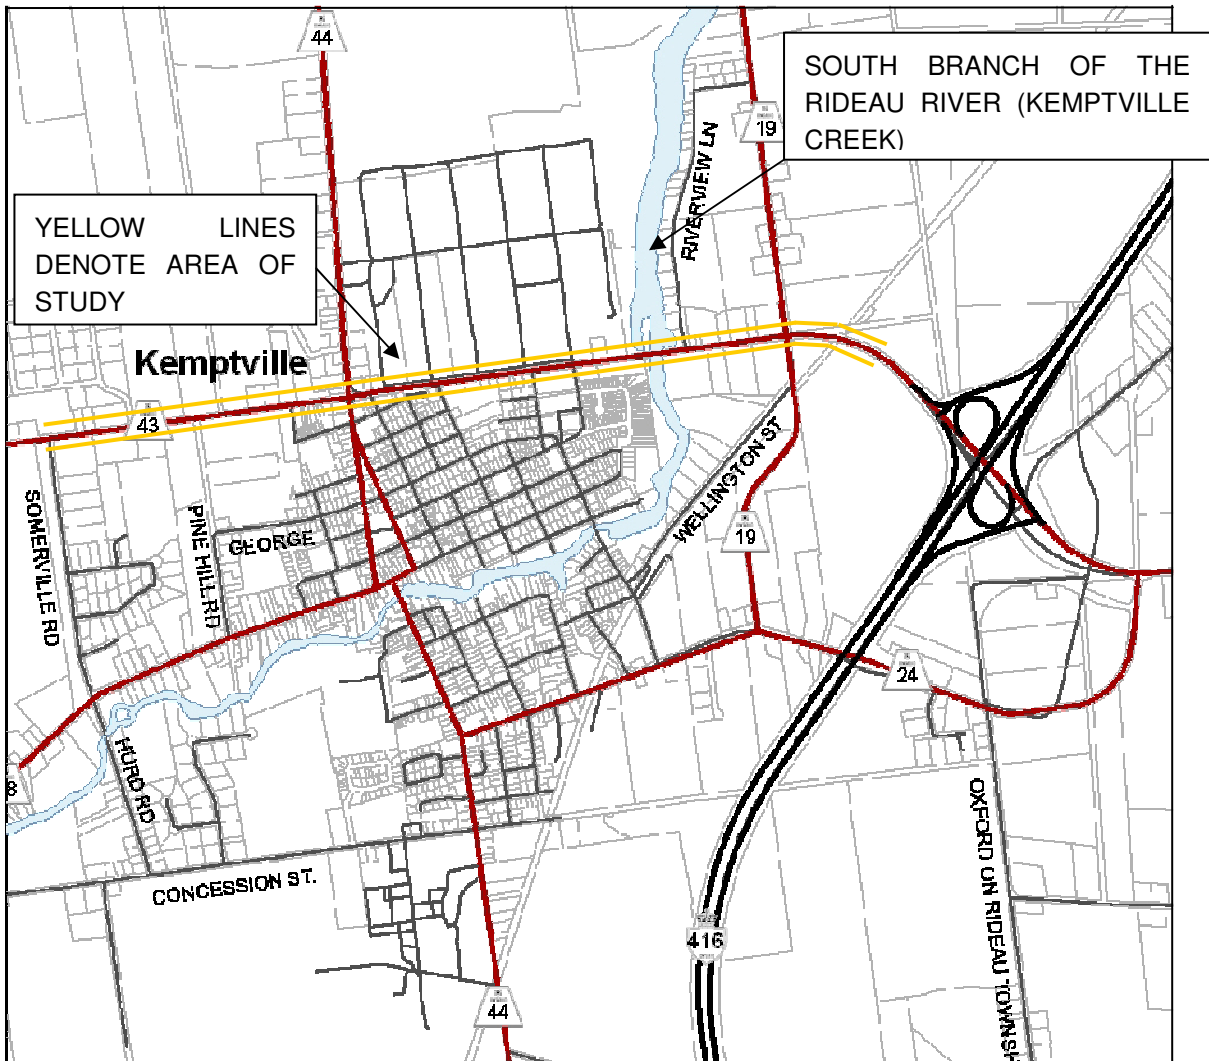 44
SOUTH BRANCH OF THE
RIDEAU RIVER (KEMPTVILLE
CREEK)
19
RIVERVIEW LN
YELLOW LINES
DENOTE AREA OF
STUDY
Kemptville
43
SOMERVILLE RD
PINE HILL RD
GEORGE
WELLINGTON ST
19
24
8
HURD RD
CONCESSION ST.
OXFORD ON RIDEAU TOWNSH
416
44